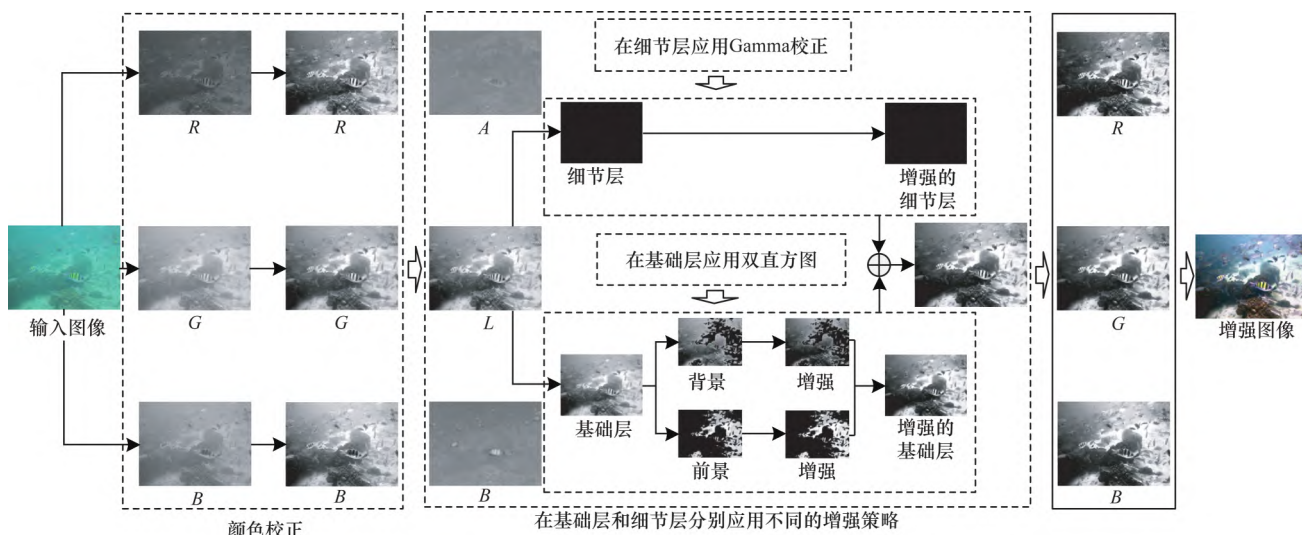 在细节层应用Gamma校正
R
R
A
R
细节层
增强的
细节层
在基础层应用双直方图
输入图像
G
G
L
G
增强图像
背景
增强
基础层
增强的
基础层
前景
增强
B
B
B
B
颜色校正
在基础层和细节层分别应用不同的增强策略